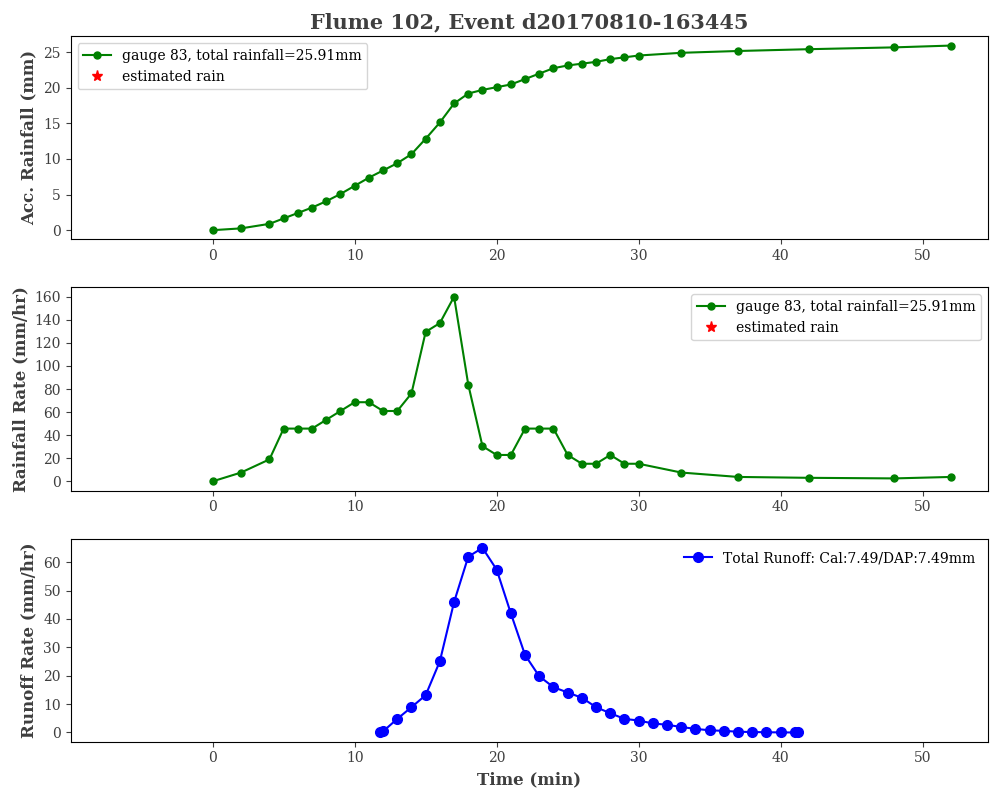 Flume 102, Event d20170810-163445
Acc. Rainfall (mm)
25
20
15
10
5
0
gauge 83, total rainfall=25.91mm
estimated rain
0 10 20 30 40 50
Rainfall Rate (mm/hr)
160
140
120
100
80
60
40
20
0
gauge 83, total rainfall=25.91mm
estimated rain
0 10 20 30 40 50
Runoff Rate (mm/hr)
60
50
40
30
20
10
0
Total Runoff: Cal:7.49/DAP:7.49mm
0 10 20 30 40 50
Time (min)